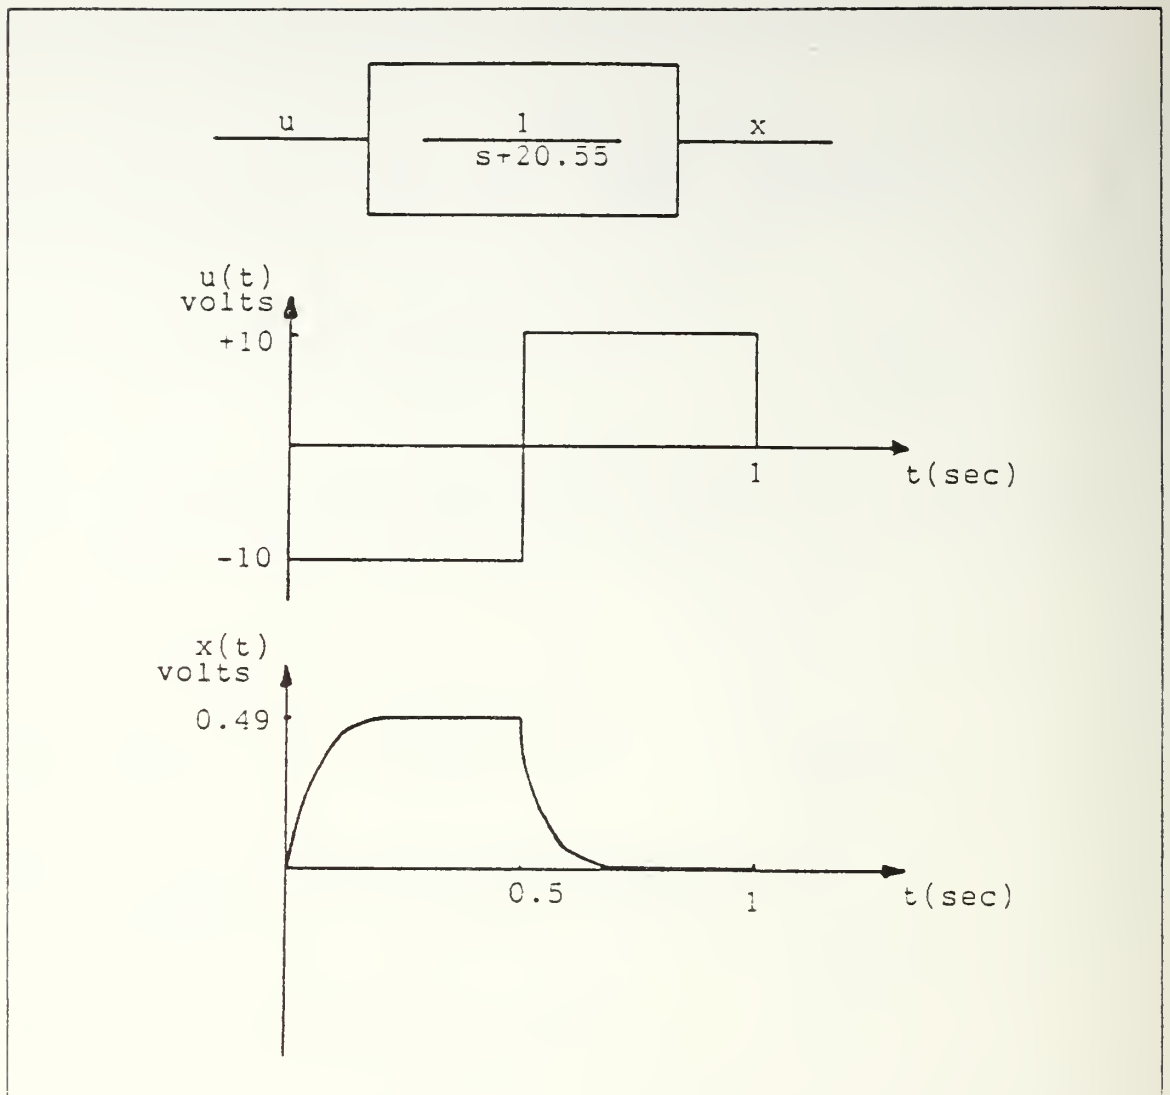 u
1
x
s+20.55
u(t)
volts
+10
1
t(sec)
-10
x(t)
volts
0.49
0.5
1
t(sec)